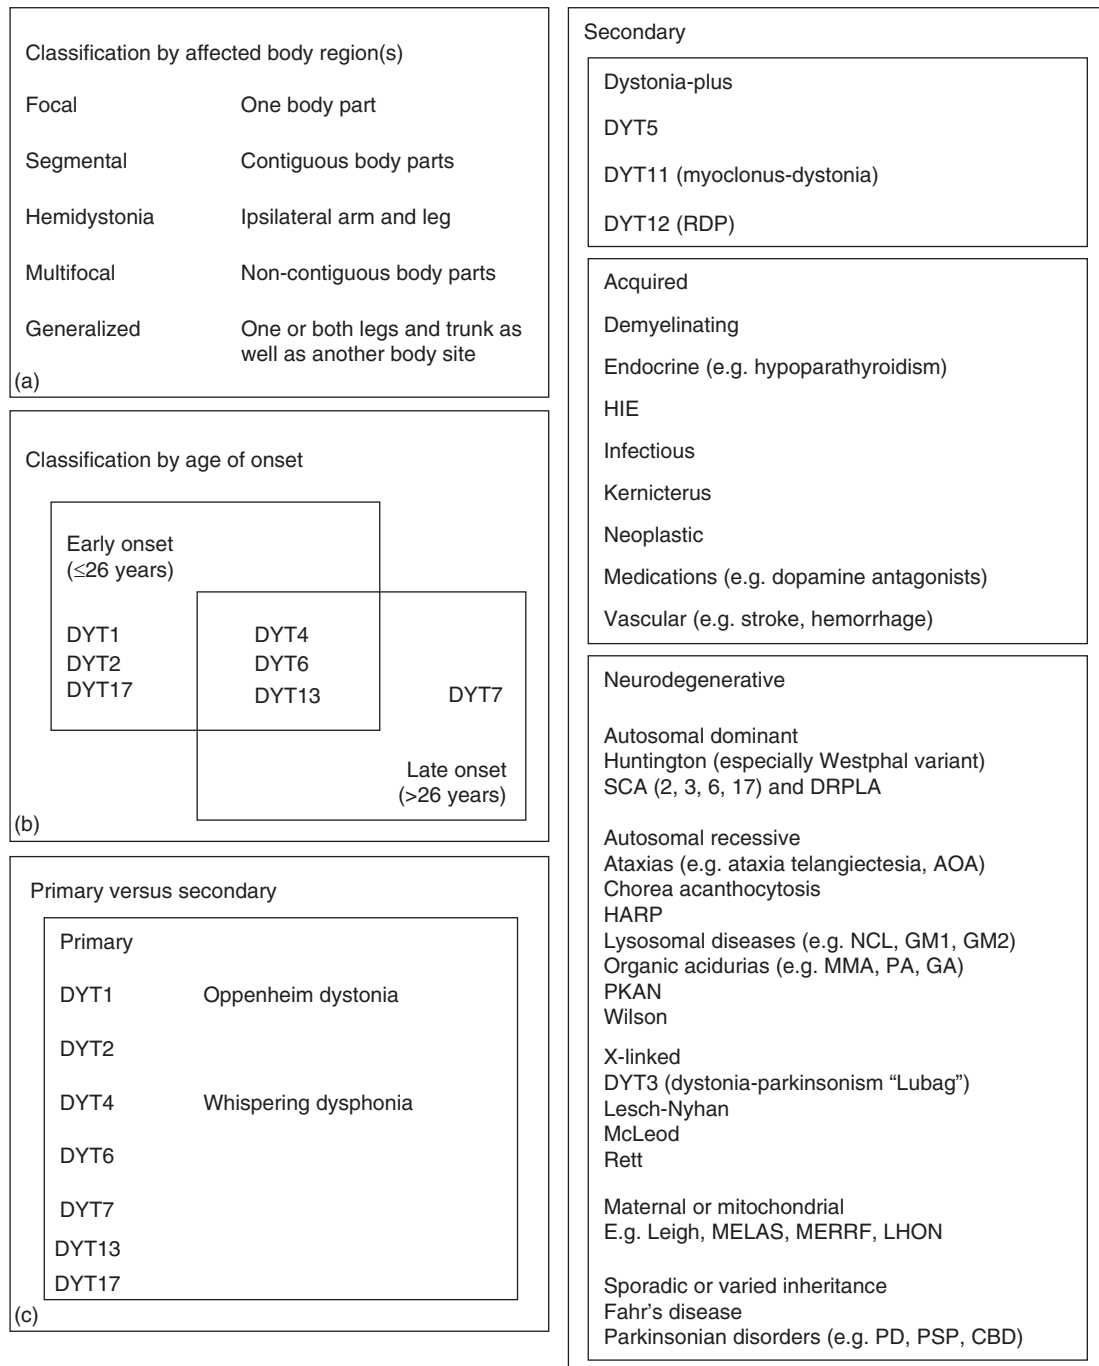 Classification by affected body region(s)
Focal One body part
Segmental Contiguous body parts
Hemidystonia Ipsilateral arm and leg
Multifocal Non-contiguous body parts
Generalized One or both legs and trunk as
well as another body site
(a)
Classification by age of onset
Early onset
(≤26 years)
DYT1 DYT4
DYT2 DYT6
DYT17 DYT13 DYT7
Late onset
(>26 years)
(b)
Primary versus secondary
Primary
DYT1 Oppenheim dystonia
DYT2
DYT4 Whispering dysphonia
DYT6
DYT7
DYT13
DYT17
(c)
Secondary
Dystonia-plus
DYT5
DYT11 (myoclonus-dystonia)
DYT12 (RDP)
Acquired
Demyelinating
Endocrine (e.g. hypoparathyroidism)
HIE
Infectious
Kernicterus
Neoplastic
Medications (e.g. dopamine antagonists)
Vascular (e.g. stroke, hemorrhage)
Neurodegenerative
Autosomal dominant
Huntington (especially Westphal variant)
SCA (2, 3, 6, 17) and DRPLA
Autosomal recessive
Ataxias (e.g. ataxia telangiectesia, AOA)
Chorea acanthocytosis
HARP
Lysosomal diseases (e.g. NCL, GM1, GM2)
Organic acidurias (e.g. MMA, PA, GA)
PKAN
Wilson
X-linked
DYT3 (dystonia-parkinsonism “Lubag”)
Lesch-Nyhan
McLeod
Rett
Maternal or mitochondrial
E.g. Leigh, MELAS, MERRF, LHON
Sporadic or varied inheritance
Fahr’s disease
Parkinsonian disorders (e.g. PD, PSP, CBD)